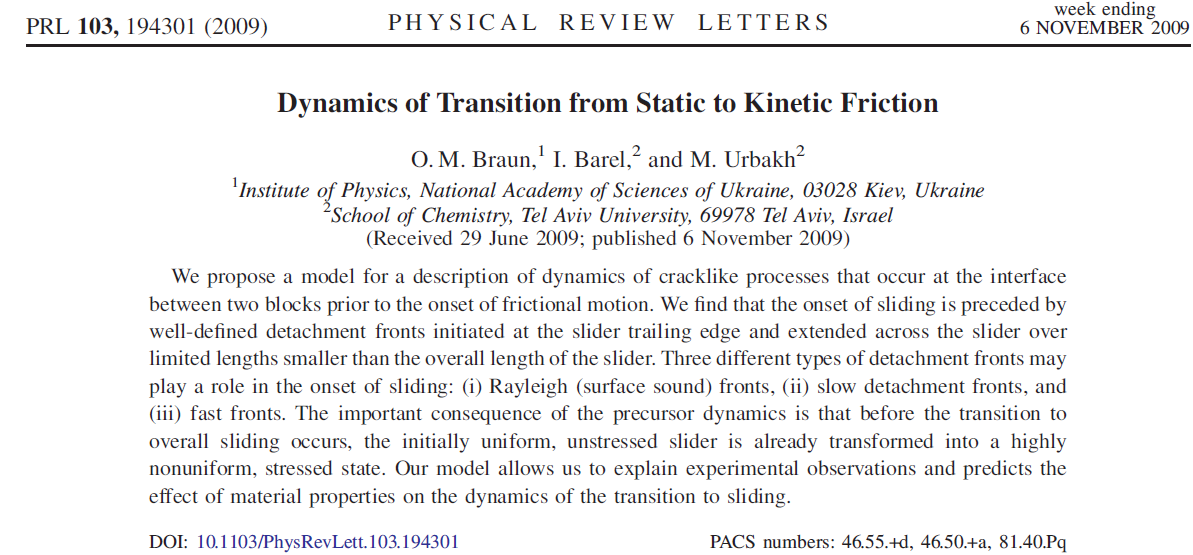 PRL 103, 194301 (2009)
PHYSICAL REVIEW LETTERS
week ending
6 NOVEMBER 2009
Dynamics of Transition from Static to Kinetic Friction
O. M. Braun,1 I. Barel,2 and M. Urbakh2
1Institute of Physics, National Academy of Sciences of Ukraine, 03028 Kiev, Ukraine
2School of Chemistry, Tel Aviv University, 69978 Tel Aviv, Israel
(Received 29 June 2009; published 6 November 2009)
We propose a model for a description of dynamics of cracklike processes that occur at the interface
between two blocks prior to the onset of frictional motion. We find that the onset of sliding is preceded by
well-defined detachment fronts initiated at the slider trailing edge and extended across the slider over
limited lengths smaller than the overall length of the slider. Three different types of detachment fronts may
play a role in the onset of sliding: (i) Rayleigh (surface sound) fronts, (ii) slow detachment fronts, and
(iii) fast fronts. The important consequence of the precursor dynamics is that before the transition to
overall sliding occurs, the initially uniform, unstressed slider is already transformed into a highly
nonuniform, stressed state. Our model allows us to explain experimental observations and predicts the
effect of material properties on the dynamics of the transition to sliding.
DOI: 10.1103/PhysRevLett.103.194301
PACS numbers: 46.55.+d, 46.50.+a, 81.40.Pq